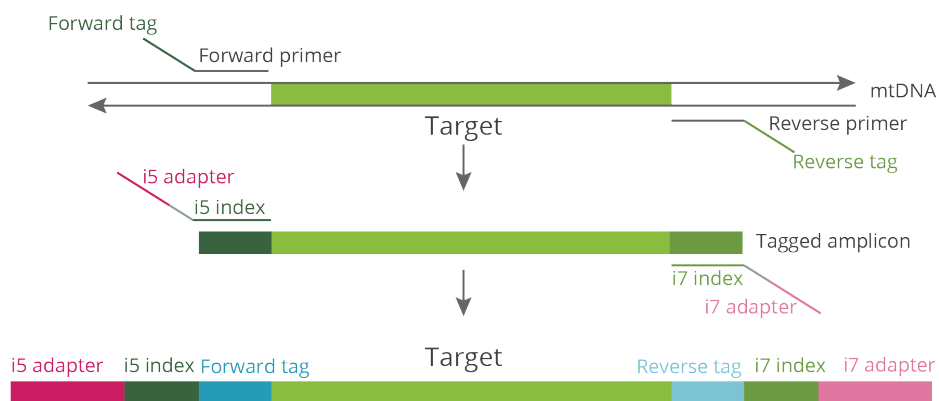 Forward tag
Forward primer
mtDNA
Target
Reverse primer
Reverse tag
i5 adapter
i5 index
Tagged amplicon
i7 index
i7 adapter
Target
i5 adapter
i5 index
Forward tag
Reverse tag
i7 index
i7 adapter